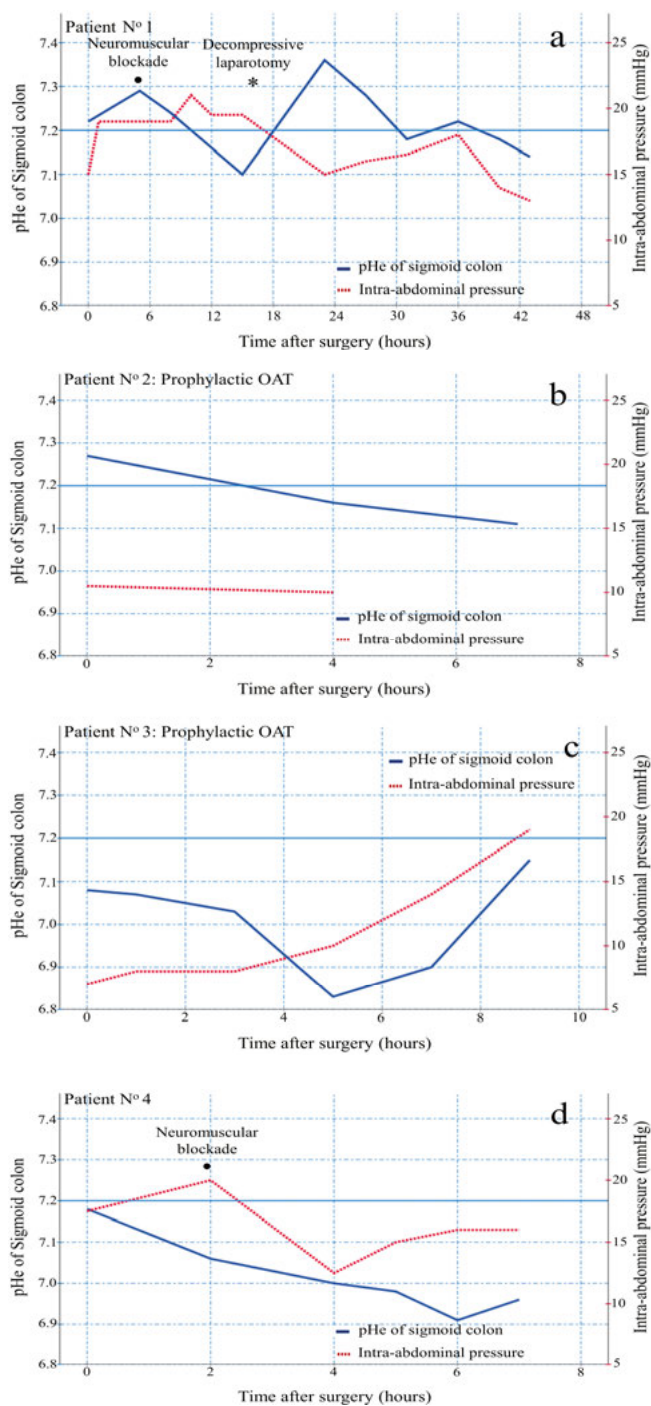 Patient Nº 1
a
Neuromuscular
blockade
Decompressive
laparotomy
*
7.4
7.3
7.2
7.1
7.0
6.9
6.8
pHe of Sigmoid colon
25
20
15
10
5
Intra-abdominal pressure (mmHg)
pHe of sigmoid colon
Intra-abdominal pressure
0 6 12 18 24 30 36 42 48
Time after surgery (hours)
Patient Nº 2: Prophylactic OAT
b
7.4
7.3
7.2
7.1
7.0
6.9
6.8
pHe of Sigmoid colon
25
20
15
10
5
Intra-abdominal pressure (mmHg)
pHe of sigmoid colon
Intra-abdominal pressure
0 2 4 6 8
Time after surgery (hours)
Patient Nº 3: Prophylactic OAT
c
pHe of sigmoid colon
Intra-abdominal pressure
7.4
7.3
7.2
7.1
7.0
6.9
6.8
pHe of Sigmoid colon
25
20
15
10
5
Intra-abdominal pressure (mmHg)
0 2 4 6 8 10
Time after surgery (hours)
Patient Nº 4
d
Neuromuscular
blockade
7.4
7.3
7.2
7.1
7.0
6.9
6.8
pHe of Sigmoid colon
25
20
15
10
5
Intra-abdominal pressure (mmHg)
pHe of sigmoid colon
Intra-abdominal pressure
0 2 4 6 8
Time after surgery (hours)